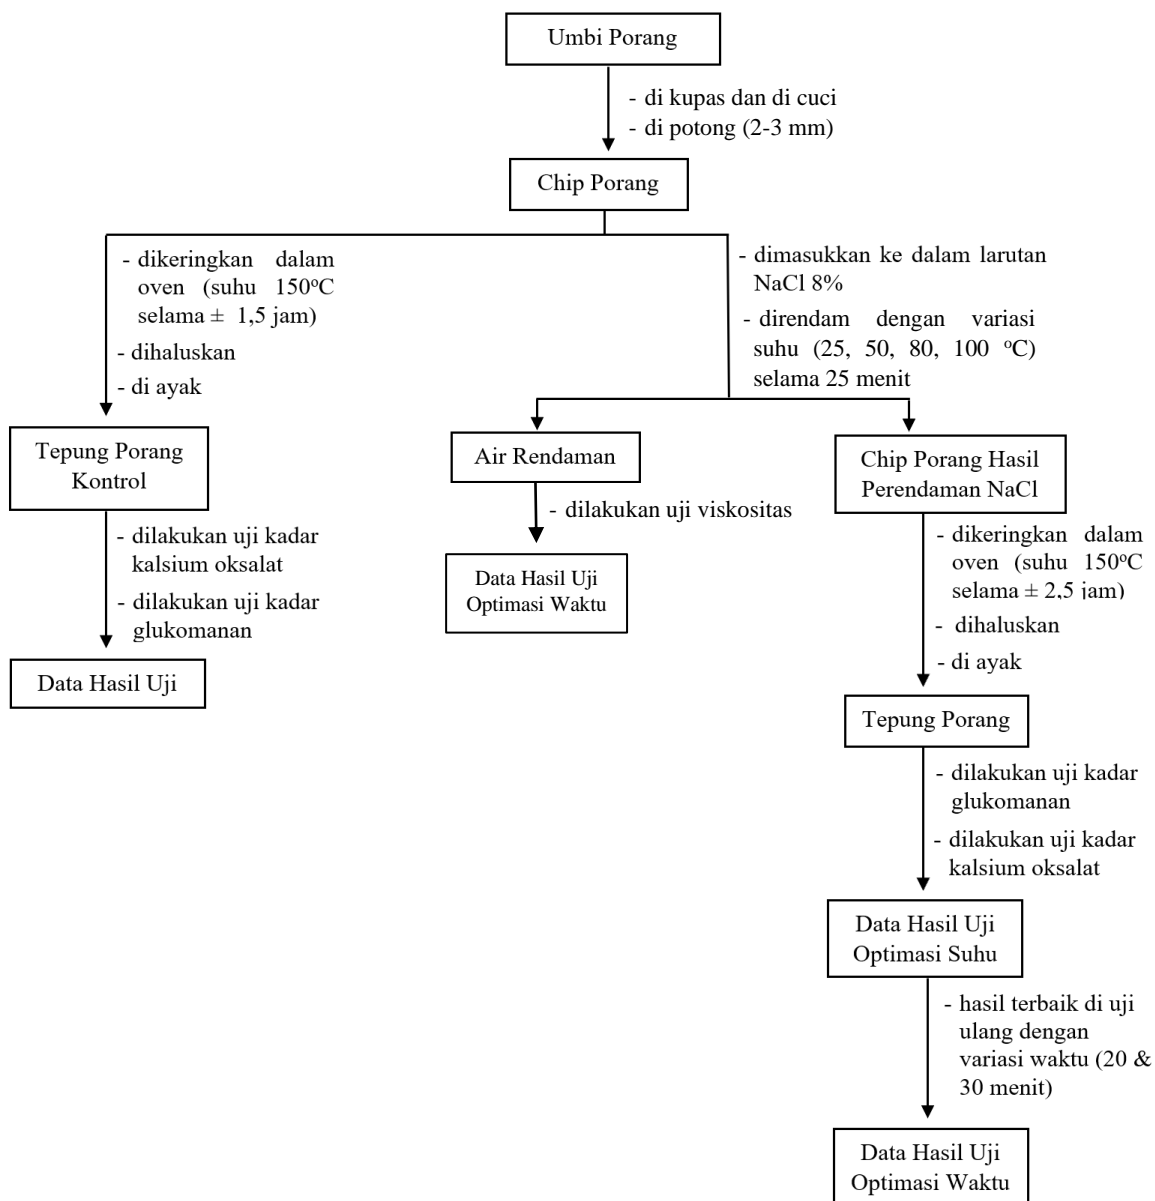 Umbi Porang
- di kupas dan di cuci
- di potong (2-3 mm)
Chip Porang
- dikeringkan dalam
oven (suhu 150°C
selama ± 1,5 jam)
- dihaluskan
- di ayak
- dimasukkan ke dalam larutan
NaCl 8%
- direndam dengan variasi
suhu (25, 50, 80, 100 °C)
selama 25 menit
Tepung Porang
Kontrol
- dilakukan uji kadar
kalsium oksalat
- dilakukan uji kadar
glukomanan
Data Hasil Uji
Air Rendaman
- dilakukan uji viskositas
Data Hasil Uji
Optimasi Waktu
Chip Porang Hasil
Perendaman NaCl
- dikeringkan dalam
oven (suhu 150°C
selama ± 2,5 jam)
- dihaluskan
- di ayak
Tepung Porang
- dilakukan uji kadar
glukomanan
- dilakukan uji kadar
kalsium oksalat
Data Hasil Uji
Optimasi Suhu
- hasil terbaik di uji
ulang dengan
variasi waktu (20 &
30 menit)
Data Hasil Uji
Optimasi Waktu